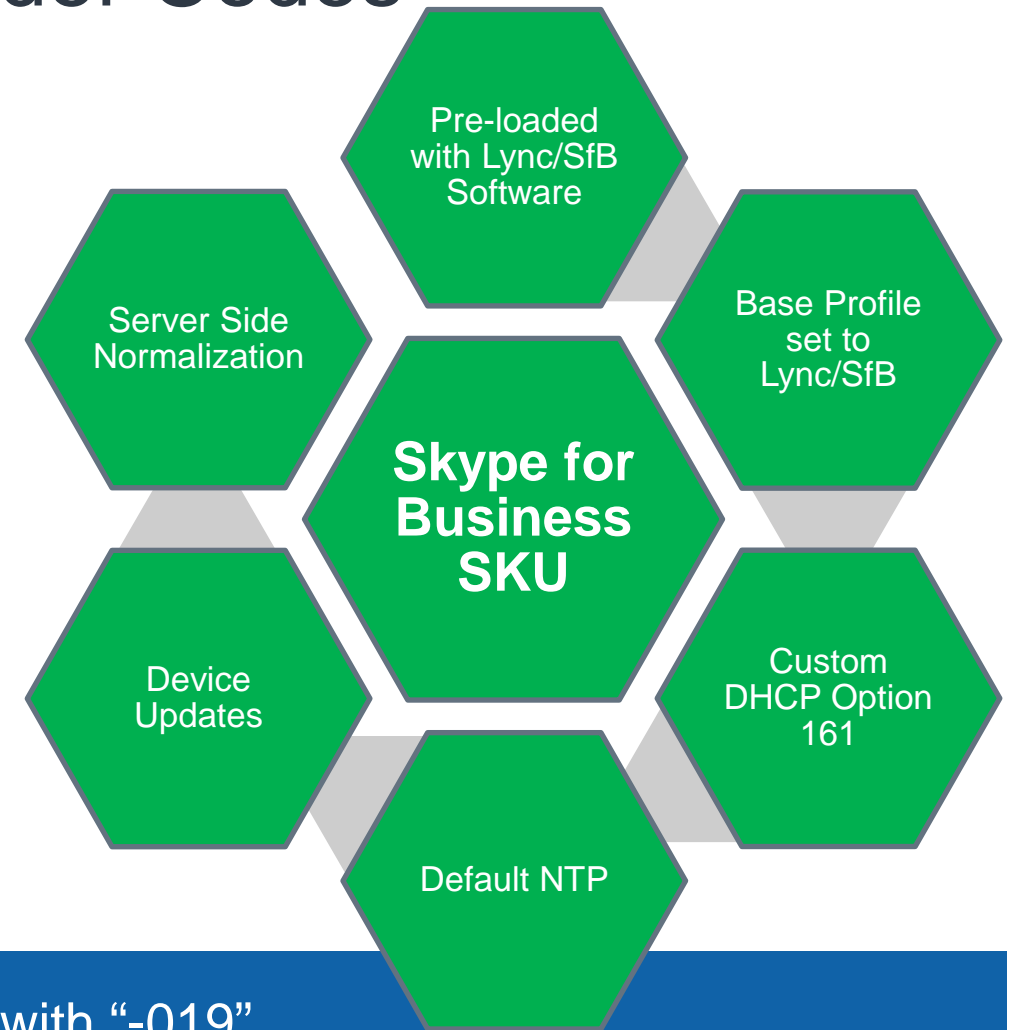 Codes
Pre-loaded
with Lync/SfB
Software
Base Profile
set to
Lync/SfB
Custom
DHCP Option
161
Default NTP
Device
Updates
Server Side
Normalization
Skype for
Business
SKU
with “-019”